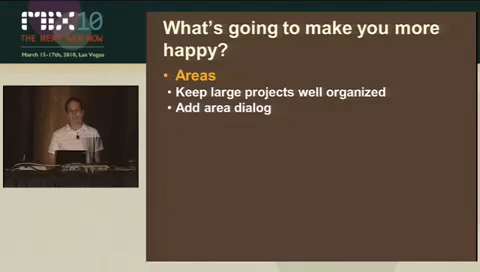 MIX10
THE NEXT WEB NOW
March 15-17th, 2010, Las Vegas
What's going to make you more
happy?
• Areas
• Keep large projects well organized
• Add area dialog